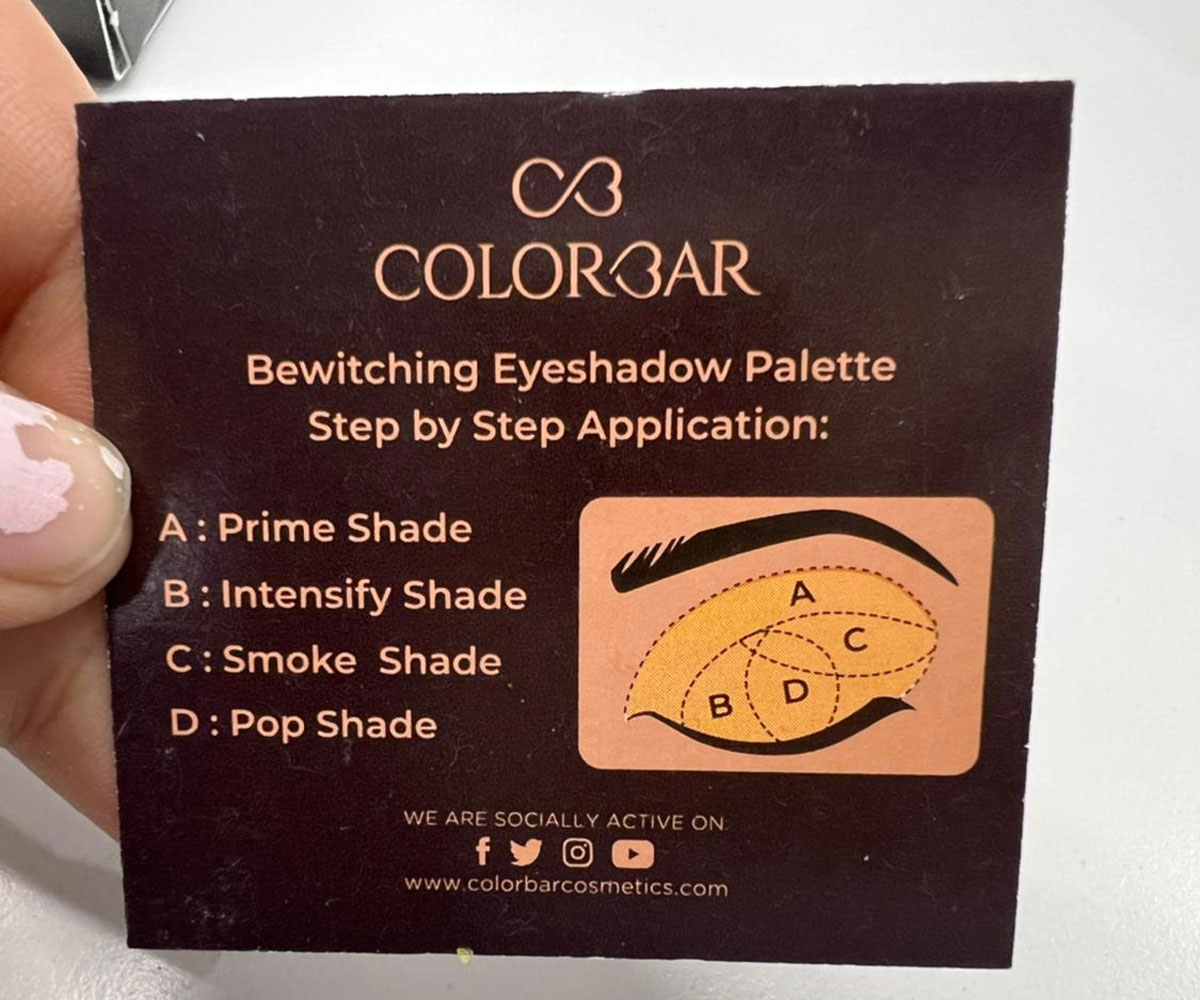 COLORBAR
Bewitching Eyeshadow Palette
Step by Step Application:
A : Prime Shade
B : Intensify Shade
C : Smoke Shade
D : Pop Shade
A
C
B
D
WE ARE SOCIALLY ACTIVE ON
www.colorbarcosmetics.com